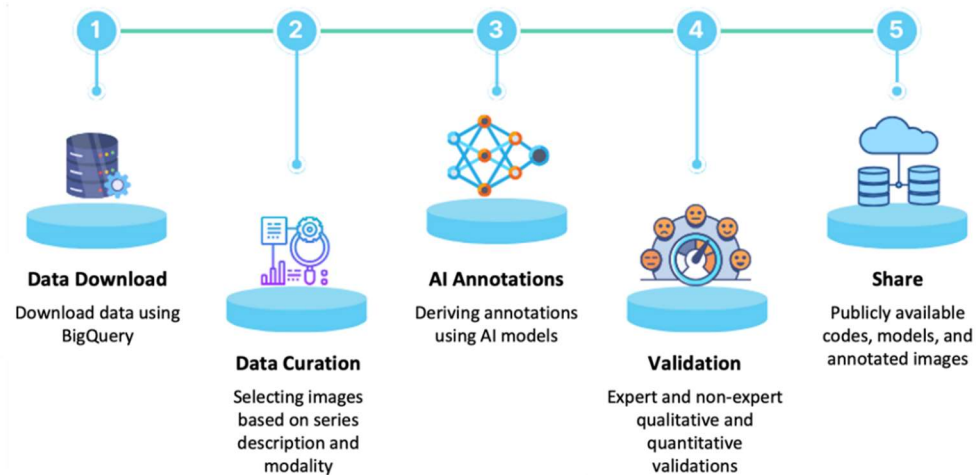 1
2
3
4
5
Data Download
Download data using
BigQuery
Data Curation
Selecting images
based on series
description and
modality
AI Annotations
Deriving annotations
using AI models
Validation
Expert and non-expert
qualitative and
quantitative
validations
Share
Publicly available
codes, models, and
annotated images